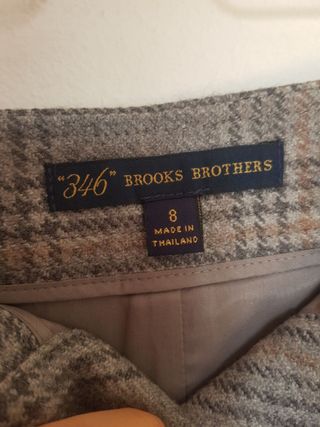 "346" BROOKS BROTHERS
8
MADE IN
THAILAND